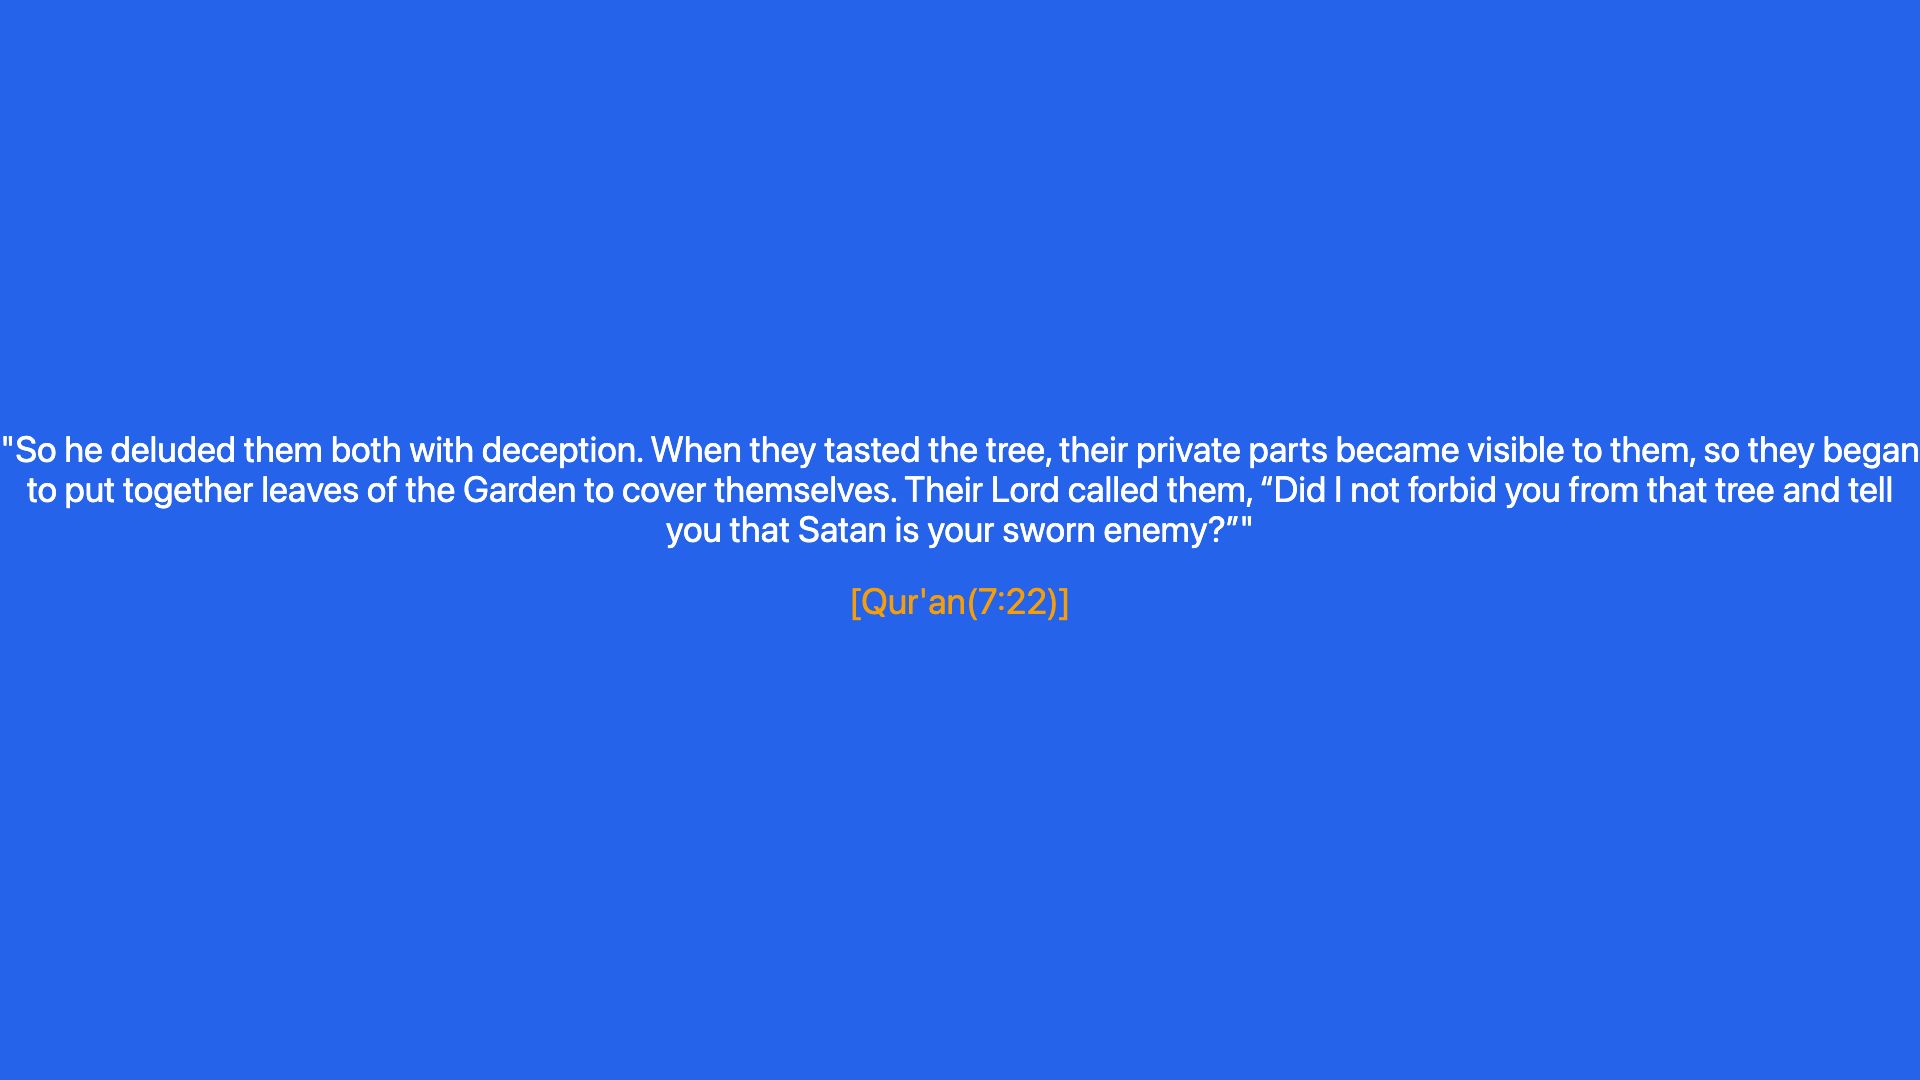 "So he deluded them both with deception. When they tasted the tree, their private parts became visible to them, so they began
to put together leaves of the Garden to cover themselves. Their Lord called them, “Did I not forbid you from that tree and tell
you that Satan is your sworn enemy?”"
[Qur'an(7:22)]